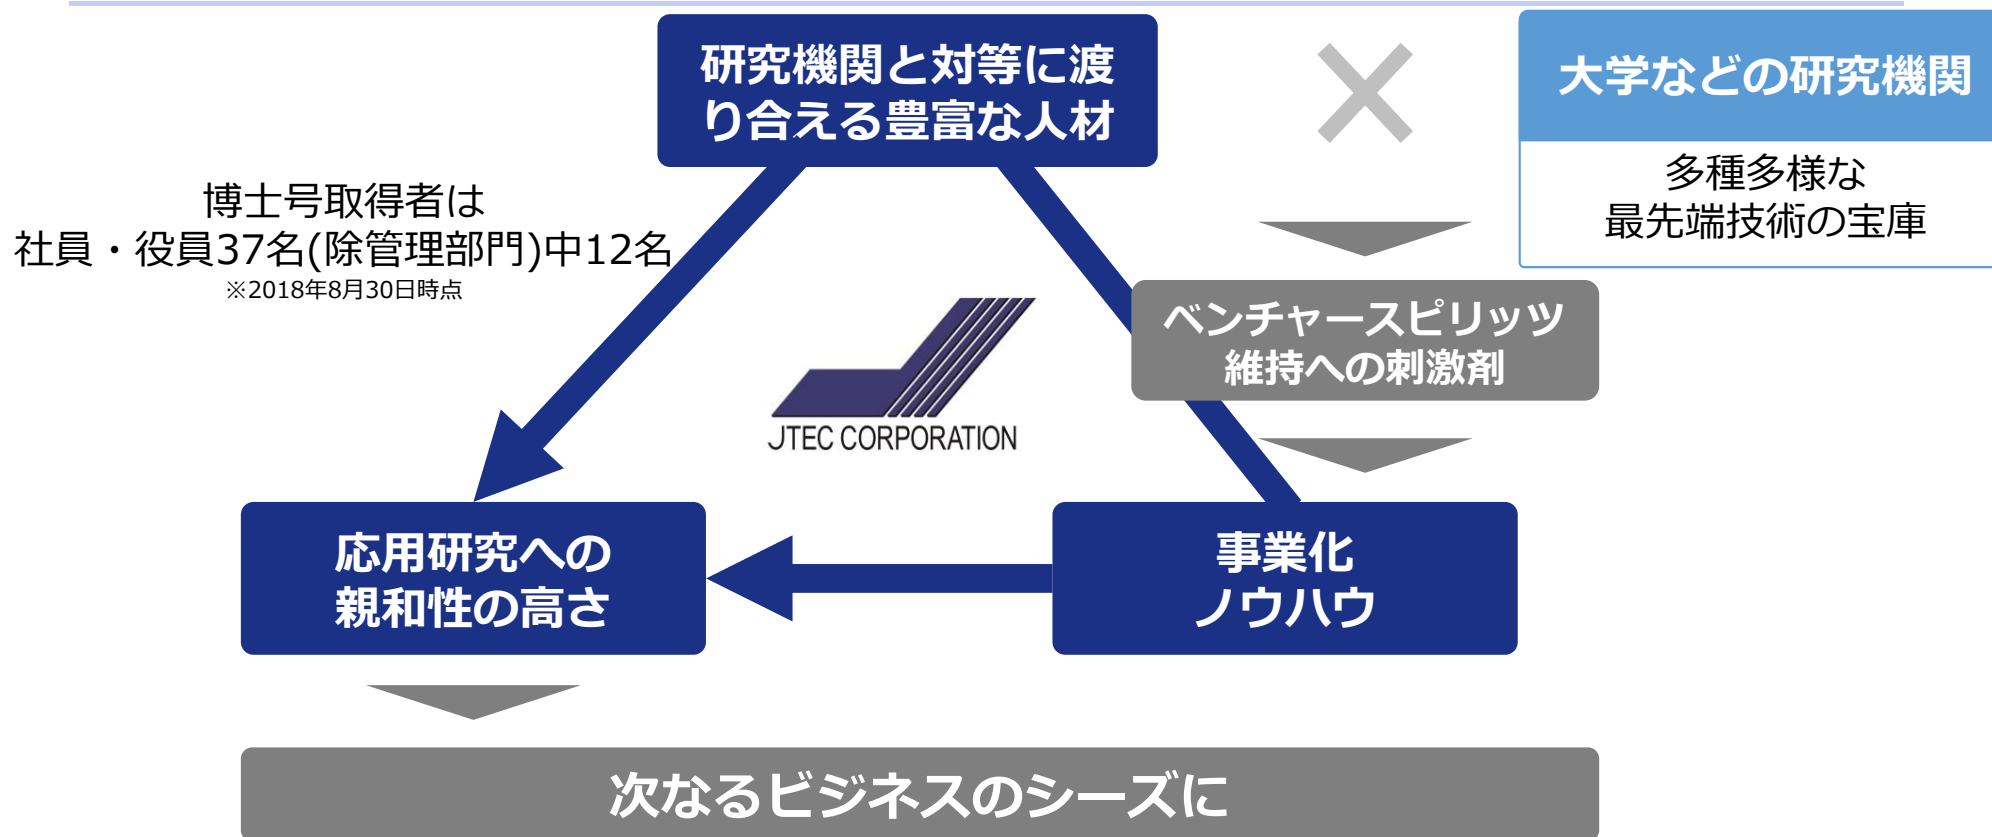 研究機関と対等に渡
り合える豊富な人材
大学などの研究機関
多種多様な
最先端技術の宝庫
博士号取得者は
社員・役員37名(除管理部門)中12名
※2018年8月30日時点
ベンチャースピリッツ
維持への刺激剤
JTEC CORPORATION
応用研究への
親和性の高さ
事業化
ノウハウ
次なるビジネスのシーズに